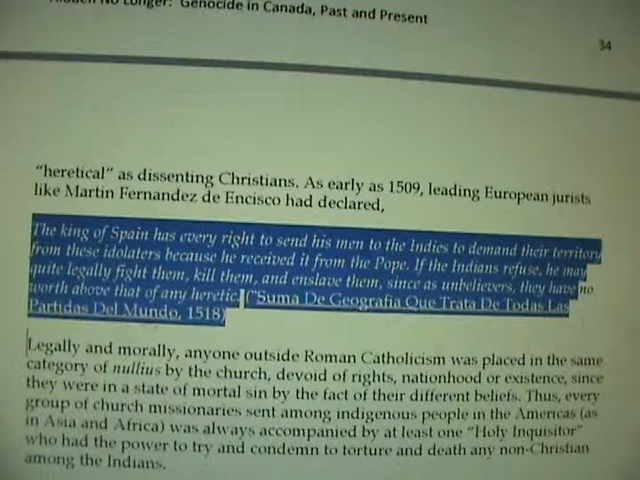 No Longer: Genocide in Canada, Past and Present
34
“heretical” as dissenting Christians. As early as 1509, leading European jurists
like Martin Fernandez de Encisco had declared,
The king of Spain has every right to send his men to the Indies to demand their territory
from these idolaters because he received it from the Pope. If the Indians refuse, he may
quite legally fight them, kill them, and enslave them, since as unbelievers, they have no
worth above that of any heretic. (“Suma De Geografia Que Trata De Todas Las
Partidas Del Mundo, 1518)
Legally and morally, anyone outside Roman Catholicism was placed in the same
category of nullius by the church, devoid of rights, nationhood or existence, since
they were in a state of mortal sin by the fact of their different beliefs. Thus, every
group of church missionaries sent among indigenous people in the Americas (as
in Asia and Africa) was always accompanied by at least one “Holy Inquisitor”
who had the power to try and condemn to torture and death any non-Christian
among the Indians.